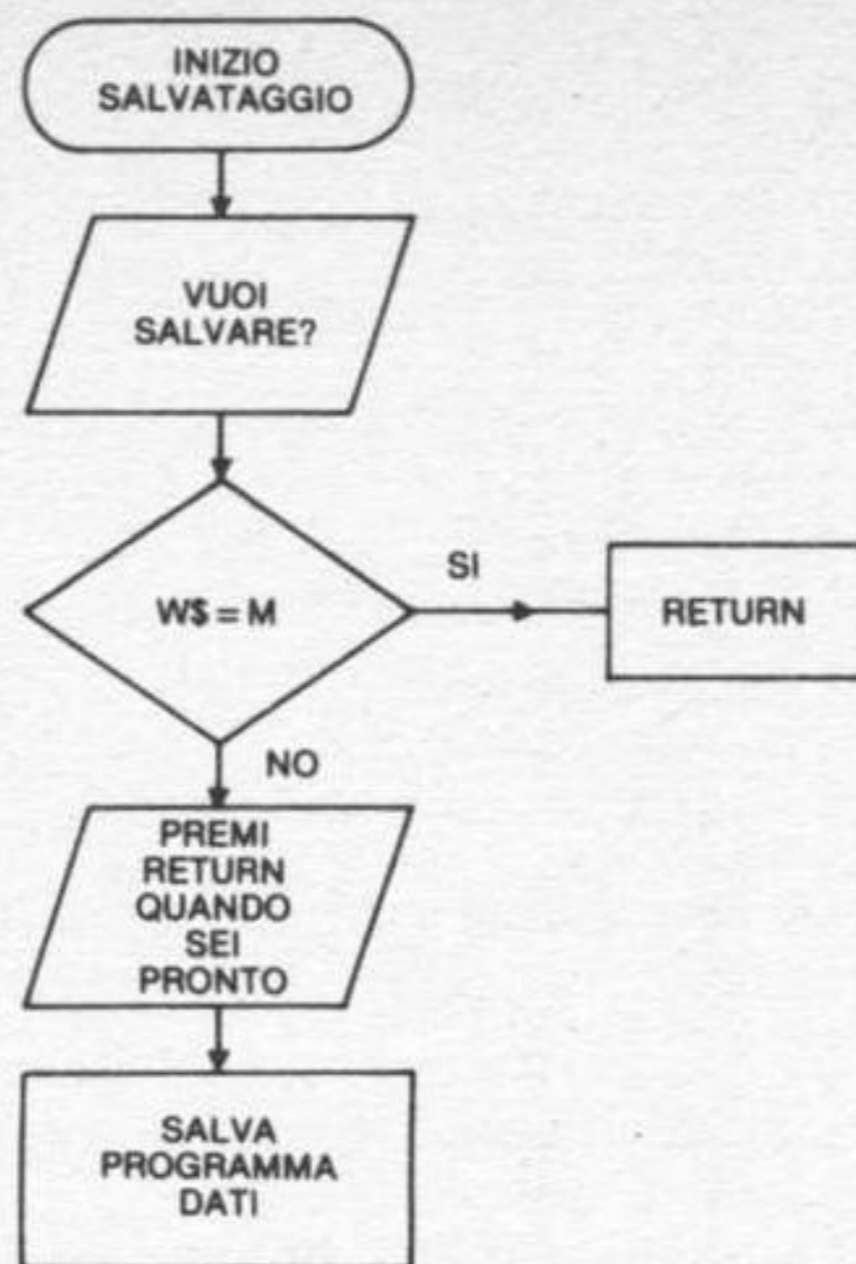 INIZIO
SALVATAGGIO
VUOI
SALVARE?
W$ = M
SI
RETURN
NO
PREMI
RETURN
QUANDO
SEI
PRONTO
SALVA
PROGRAMMA
DATI